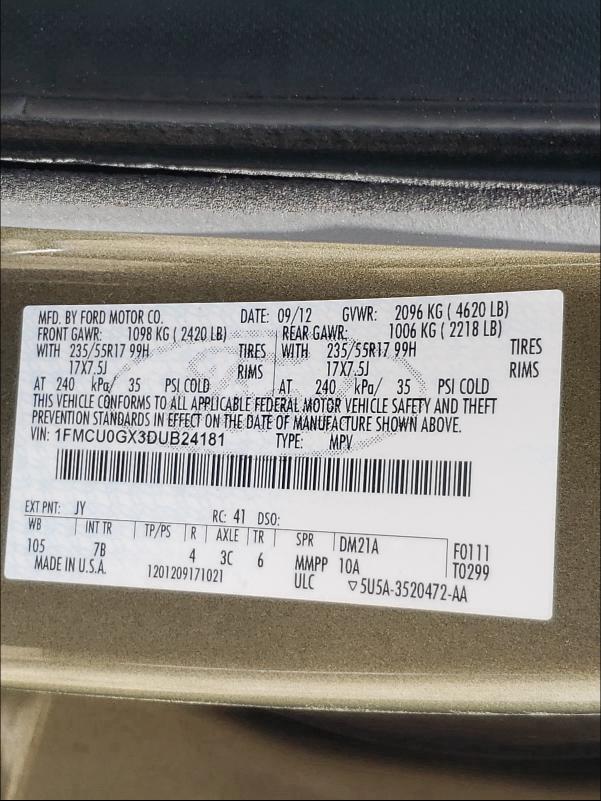 MFD. BY FORD MOTOR CO. DATE: 09/12 GVWR: 2096 KG ( 4620 LB)
FRONT GAWR: 1098 KG ( 2420 LB) REAR GAWR: 1006 KG ( 2218 LB)
WITH 235/55R17 99H TIRES WITH 235/55R17 99H TIRES
17X7.5J RIMS 17X7.5J RIMS
AT 240 kPa/ 35 PSI COLD AT 240 kPa/ 35 PSI COLD
THIS VEHICLE CONFORMS TO ALL APPLICABLE FEDERAL MOTOR VEHICLE SAFETY AND THEFT
PREVENTION STANDARDS IN EFFECT ON THE DATE OF MANUFACTURE SHOWN ABOVE.
VIN: 1FMCU0GX3DUB24181 TYPE: MPV
EXT PNT: JY RC: 41 DSO:
WB INT TR TP/PS R AXLE TR SPR DM21A F0111
105 7B 4 3C 6 MMPP 10A T0299
MADE IN U.S.A. 1201209171021 ULC ▽5U5A-3520472-AA